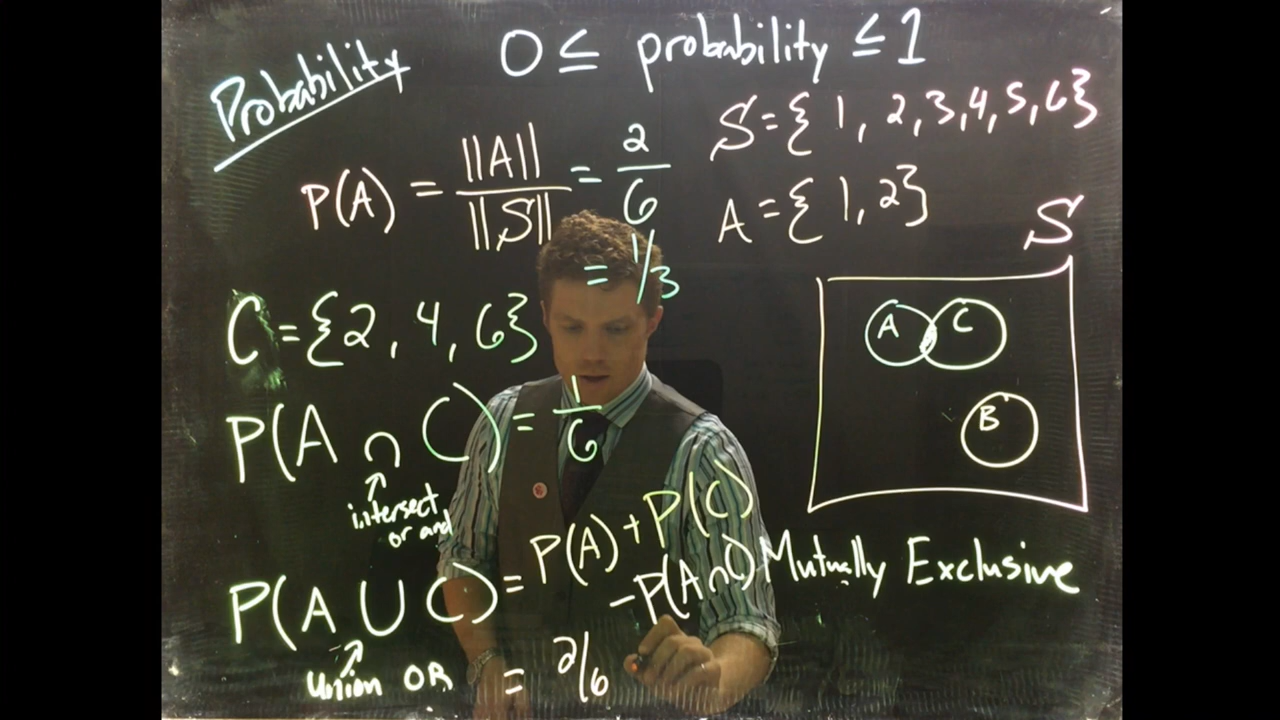 Probability
0 ≤ probability ≤ 1
P(A) = ||A|| / ||S|| = 2/6
= 1/3
S = { 1, 2, 3, 4, 5, 6 }
A = { 1, 2 }
S
A C
B
C = { 2, 4, 6 }
P(A ∩ C) = 1/6
intersect
or and
P(A ∪ C) = P(A) + P(C)
- P(A∩C)
union OR
= 2/6
Mutually Exclusive